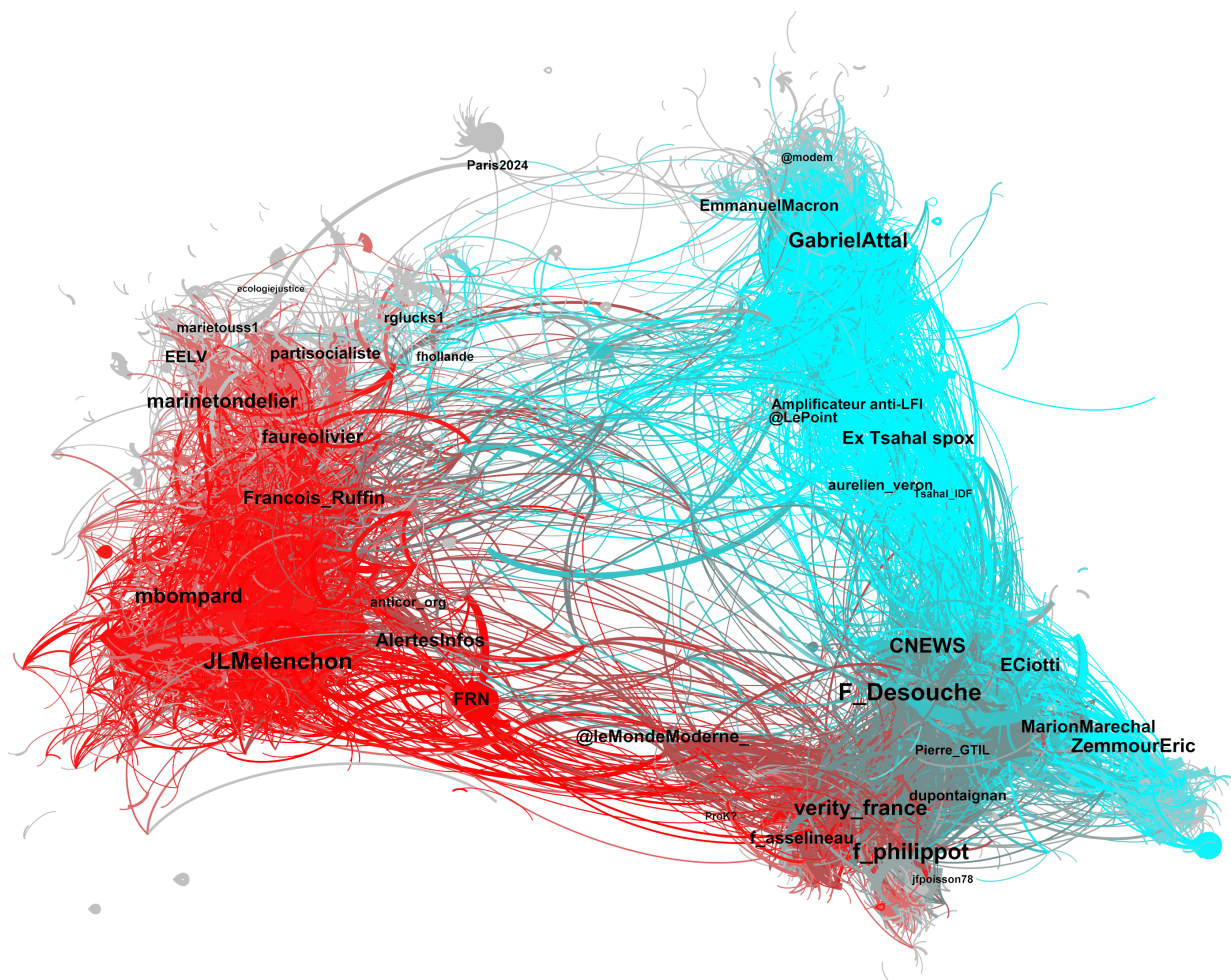 @modem
Paris2024
EmmanuelMacron
GabrielAttal
ecologiejustice
rglucks1
marietouss1
EELV
partisocialiste
fhollande
marinetondelier
Amplificateur anti-LFI
@LePoint
faureolivier
Ex Tsahal spox
aurelien_veron
Tsahal_IDF
Francois_Ruffin
mbompard
anticor_org
AlertesInfos
CNEWS
JLMelenchon
ECiotti
F_Desouche
FRN
MarionMarechal
@leMondeModerne_
ZemmourEric
Pierre_GTIL
dupontaignan
verity_france
ProK?
f_asselineau
f_philippot
jfpoisson78